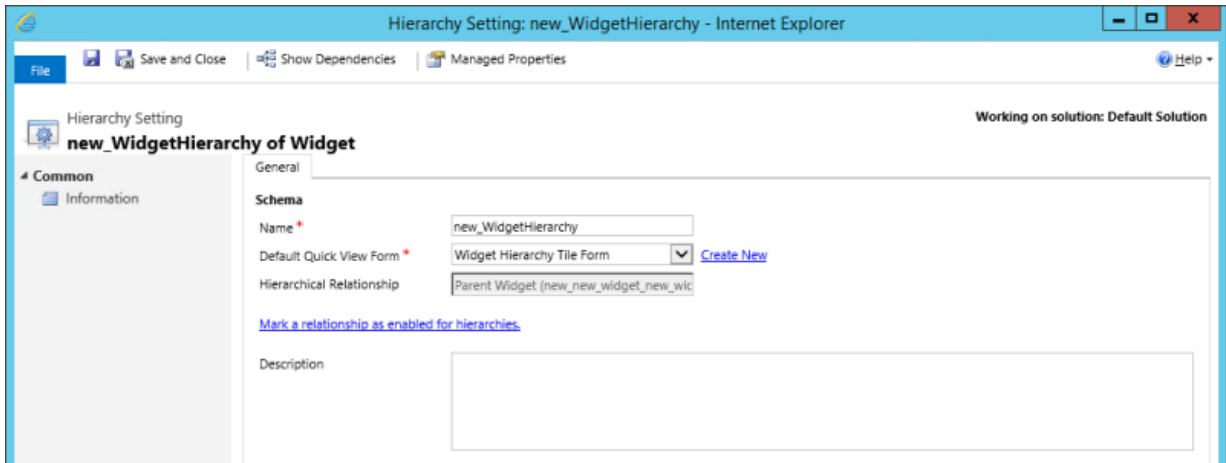 Hierarchy Setting: new_WidgetHierarchy - Internet Explorer
File Save and Close Show Dependencies Managed Properties Help
Hierarchy Setting
Working on solution: Default Solution
new_WidgetHierarchy of Widget
Common
Information
General
Schema
Name * new_WidgetHierarchy
Default Quick View Form * Widget Hierarchy Tile Form Create New
Hierarchical Relationship Parent Widget (new_new_widget_new_wic
Mark a relationship as enabled for hierarchies.
Description